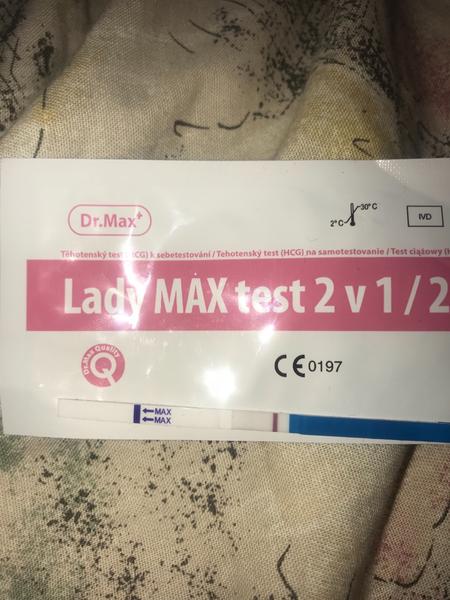 Dr.Max+
2°C 30°C
IVD
Těhotenský test (HCG) k sebetestování / Tehotenský test (HCG) na samotestovanie / Test ciążowy
Lady MAX test 2 v 1 / 2
Dr.Max Quality
Q
CE 0197
MAX
MAX